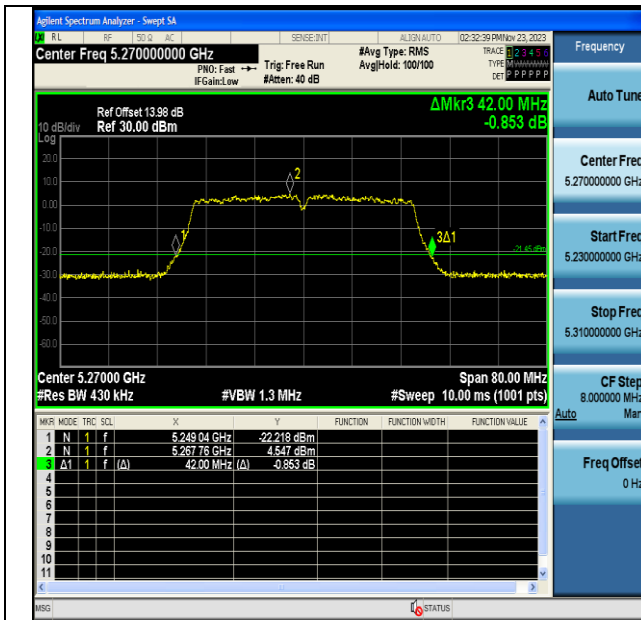 Agilent Spectrum Analyzer - Swept SA
RL RF 50 Ω AC SENSE:INT ALIGN AUTO 02:32:39 PM Nov 23, 2023
Center Freq 5.270000000 GHz
PNO: Fast
IFGain:Low
Trig: Free Run
#Atten: 40 dB
#Avg Type: RMS
Avg|Hold: 100/100
TRACE 1 2 3 4 5 6
TYPE M
DET P P P P P P
Ref Offset 13.98 dB
10 dB/div Ref 30.00 dBm
Log
ΔMkr3 42.00 MHz
-0.853 dB
20.0
10.0
0.00
-10.0
-20.0
-30.0
-40.0
-50.0
-60.0
1
2
3Δ1
-21.45 dBm
Center 5.27000 GHz Span 80.00 MHz
#Res BW 430 kHz #VBW 1.3 MHz #Sweep 10.00 ms (1001 pts)
MKR MODE TRC SCL X Y FUNCTION FUNCTION WIDTH FUNCTION VALUE
1 N 1 f 5.249 04 GHz -22.218 dBm
2 N 1 f 5.267 76 GHz 4.547 dBm
3 Δ1 1 f (Δ) 42.00 MHz (Δ) -0.853 dB
4
5
6
7
8
9
10
11
MSG STATUS
Frequency
Auto Tune
Center Freq
5.270000000 GHz
Start Freq
5.230000000 GHz
Stop Freq
5.310000000 GHz
CF Step
8.000000 MHz
Auto Man
Freq Offset
0 Hz